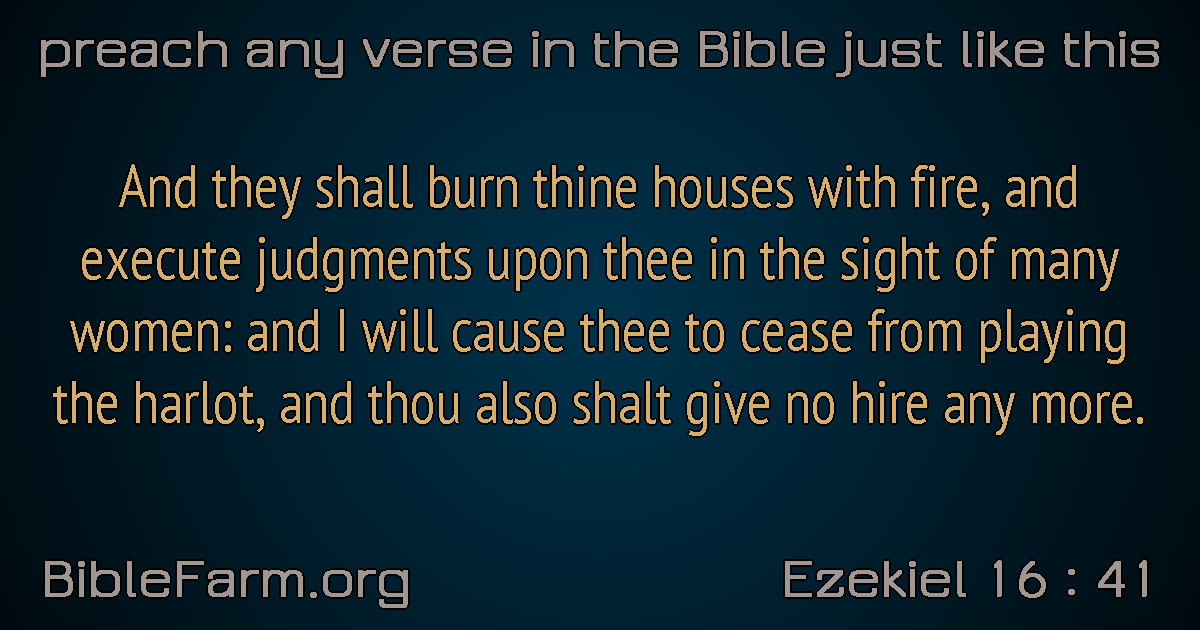 preach any verse in the Bible just like this
And they shall burn thine houses with fire, and
execute judgments upon thee in the sight of many
women: and I will cause thee to cease from playing
the harlot, and thou also shalt give no hire any more.
BibleFarm.org
Ezekiel 16 : 41